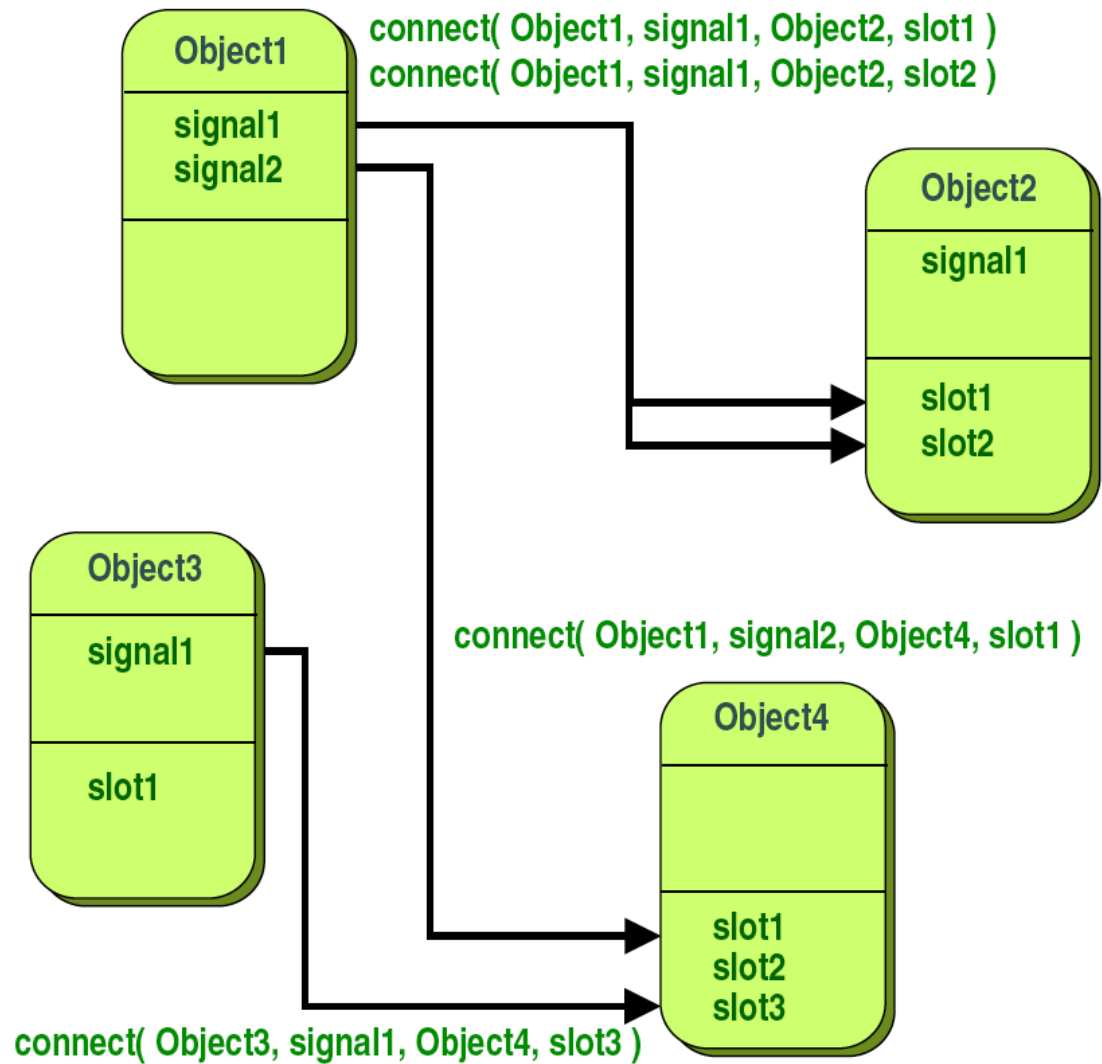 Object1
connect( Object1, signal1, Object2, slot1 )
connect( Object1, signal1, Object2, slot2 )
signal1
signal2
Object2
signal1
slot1
slot2
Object3
signal1
slot1
connect( Object1, signal2, Object4, slot1 )
Object4
slot1
slot2
slot3
connect( Object3, signal1, Object4, slot3 )